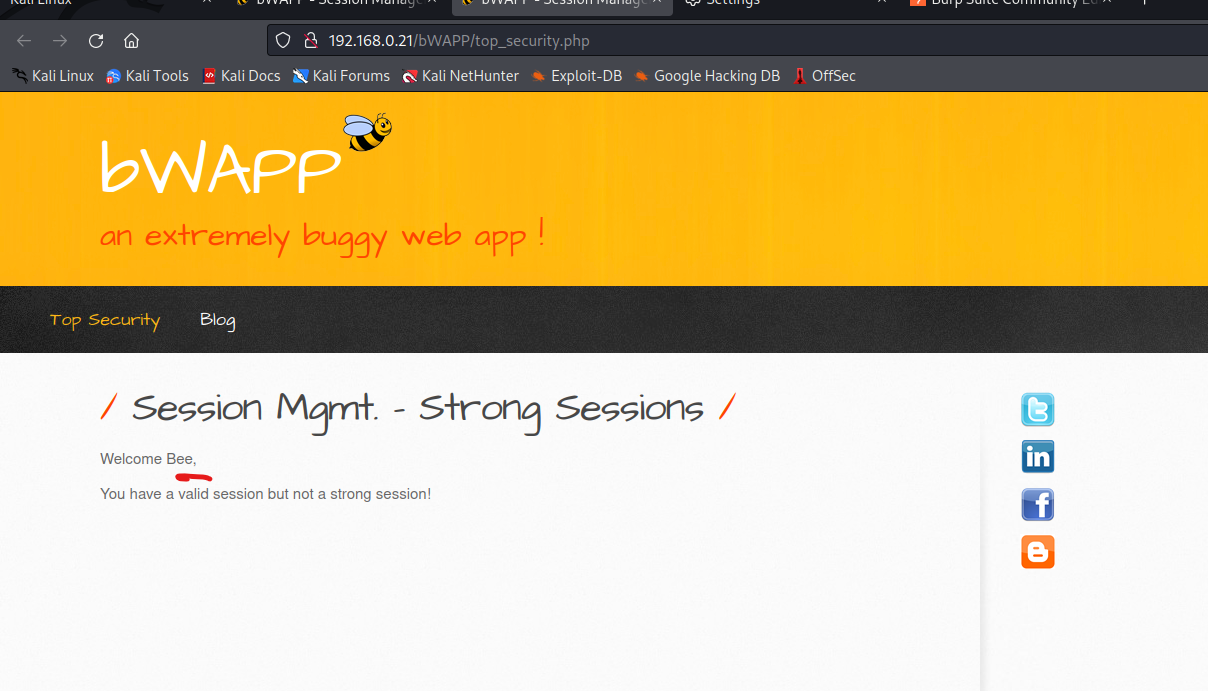 Kali Linux
bWAPP - Session Manage
bWAPP - Session Manage
Settings
Burp Suite Community Ed
192.168.0.21/bWAPP/top_security.php
Kali Linux Kali Tools Kali Docs Kali Forums Kali NetHunter Exploit-DB Google Hacking DB OffSec
bWAPP
an extremely buggy web app !
Top Security Blog
/ Session Mgmt. - Strong Sessions /
Welcome Bee,
You have a valid session but not a strong session!